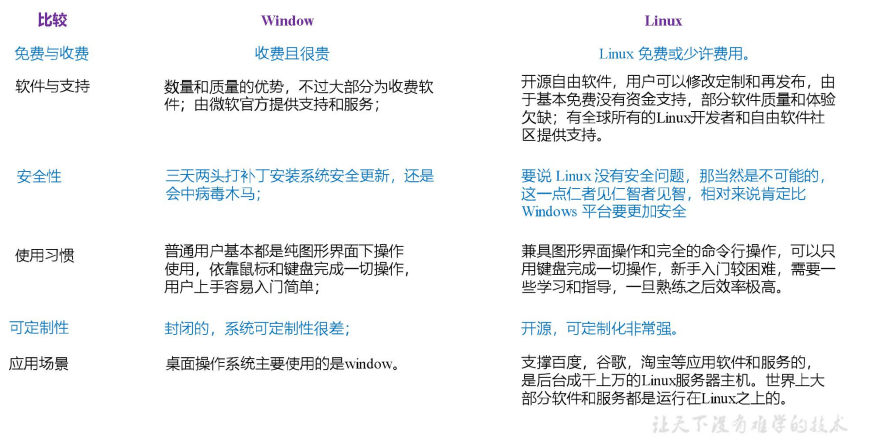 比较 Window Linux
免费与收费 收费且很贵 Linux 免费或少许费用。
软件与支持
数量和质量的优势，不过大部分为收费软
件；由微软官方提供支持和服务；
开源自由软件，用户可以修改定制和再发布，由
于基本免费没有资金支持，部分软件质量和体验
欠缺；有全球所有的Linux开发者和自由软件社
区提供支持。
安全性
三天两头打补丁安装系统安全更新，还是
会中病毒木马；
要说 Linux 没有安全问题，那当然是不可能的，
这一点仁者见仁智者见智，相对来说肯定比
Windows 平台要更加安全
使用习惯
普通用户基本都是纯图形界面下操作
使用，依靠鼠标和键盘完成一切操作，
用户上手容易入门简单；
兼具图形界面操作和完全的命令行操作，可以只
用键盘完成一切操作，新手入门较困难，需要一
些学习和指导，一旦熟练之后效率极高。
可定制性 封闭的，系统可定制性很差； 开源，可定制化非常强。
应用场景
桌面操作系统主要使用的是window。
支撑百度，谷歌，淘宝等应用软件和服务的，
是后台成千上万的Linux服务器主机。世界上大
部分软件和服务都是运行在Linux之上的。
让天下没有难学的技术